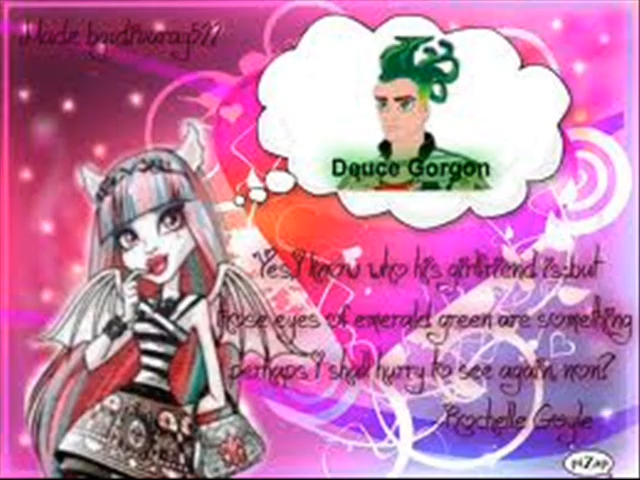 Made by:
Deuce Gorgon
Yes,I know who his girlfriend is:but
those eyes of emerald green are something
perhaps i shall hurry to see again, non?
-Rochelle Goyle
piZap